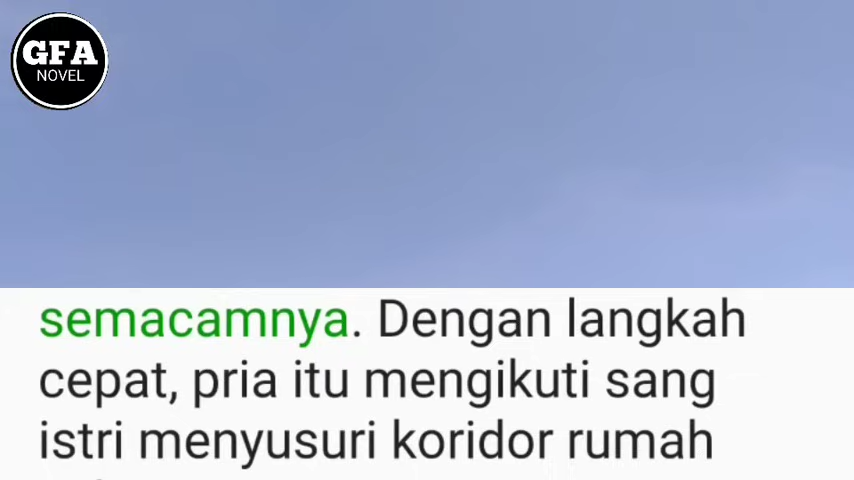 GFA
NOVEL
semacamnya. Dengan langkah
cepat, pria itu mengikuti sang
istri menyusuri koridor rumah